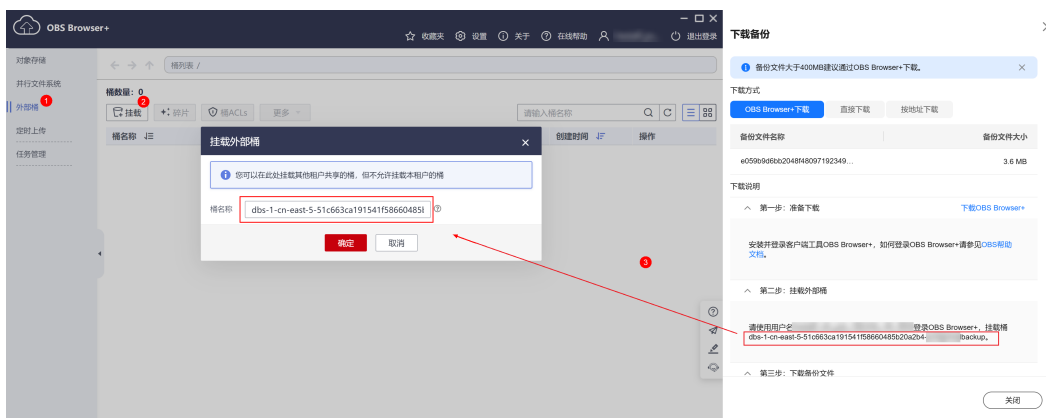 OBS Browser+
收藏夹 设置 关于 在线帮助 退出登录
对象存储
并行文件系统
外部桶 1
定时上传
任务管理
桶列表 /
桶数量: 0
挂载 2 碎片 桶ACLs 更多
请输入桶名称
桶名称 创建时间 操作
挂载外部桶
您可以在此处挂载其他租户共享的桶，但不允许挂载本租户的桶
桶名称 dbs-1-cn-east-5-51c663ca191541f58660485l
确定 取消
3
下载备份
备份文件大于400MB建议通过OBS Browser+下载。
下载方式
OBS Browser+下载 直接下载 按地址下载
备份文件名称 备份文件大小
e059b9d6bb2048f48097192349... 3.6 MB
下载说明
第一步：准备下载 下载OBS Browser+
安装并登录客户端工具OBS Browser+，如何登录OBS Browser+请参见OBS帮助
文档。
第二步：挂载外部桶
请使用用户名 登录OBS Browser+，挂载桶
dbs-1-cn-east-5-51c663ca191541f58660485b20a2b4- backup。
第三步：下载备份文件
关闭